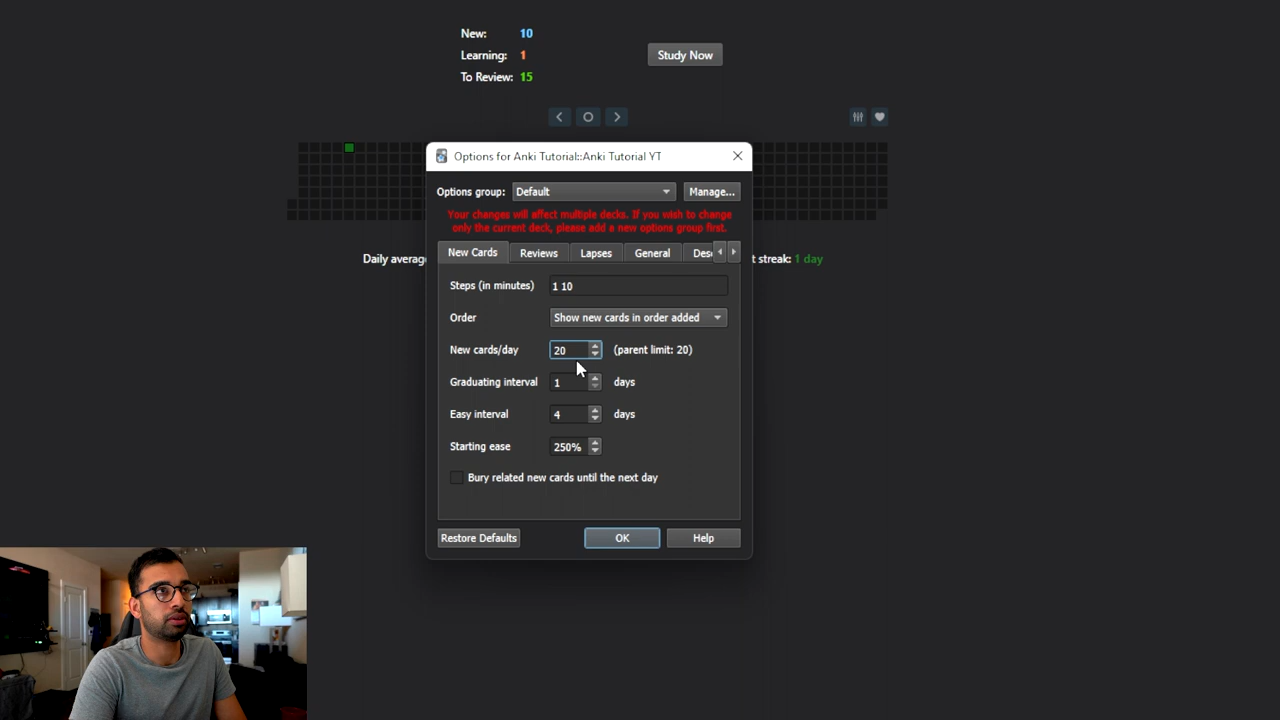 New: 10
Learning: 1
Study Now
To Review: 15
Options for Anki Tutorial::Anki Tutorial YT
Options group: Default Manage...
Your changes will affect multiple decks. If you wish to change
only the current deck, please add a new options group first.
New Cards Reviews Lapses General Des
Daily averag t streak: 1 day
Steps (in minutes) 1 10
Order Show new cards in order added
New cards/day 20 (parent limit: 20)
Graduating interval 1 days
Easy interval 4 days
Starting ease 250%
Bury related new cards until the next day
Restore Defaults OK Help